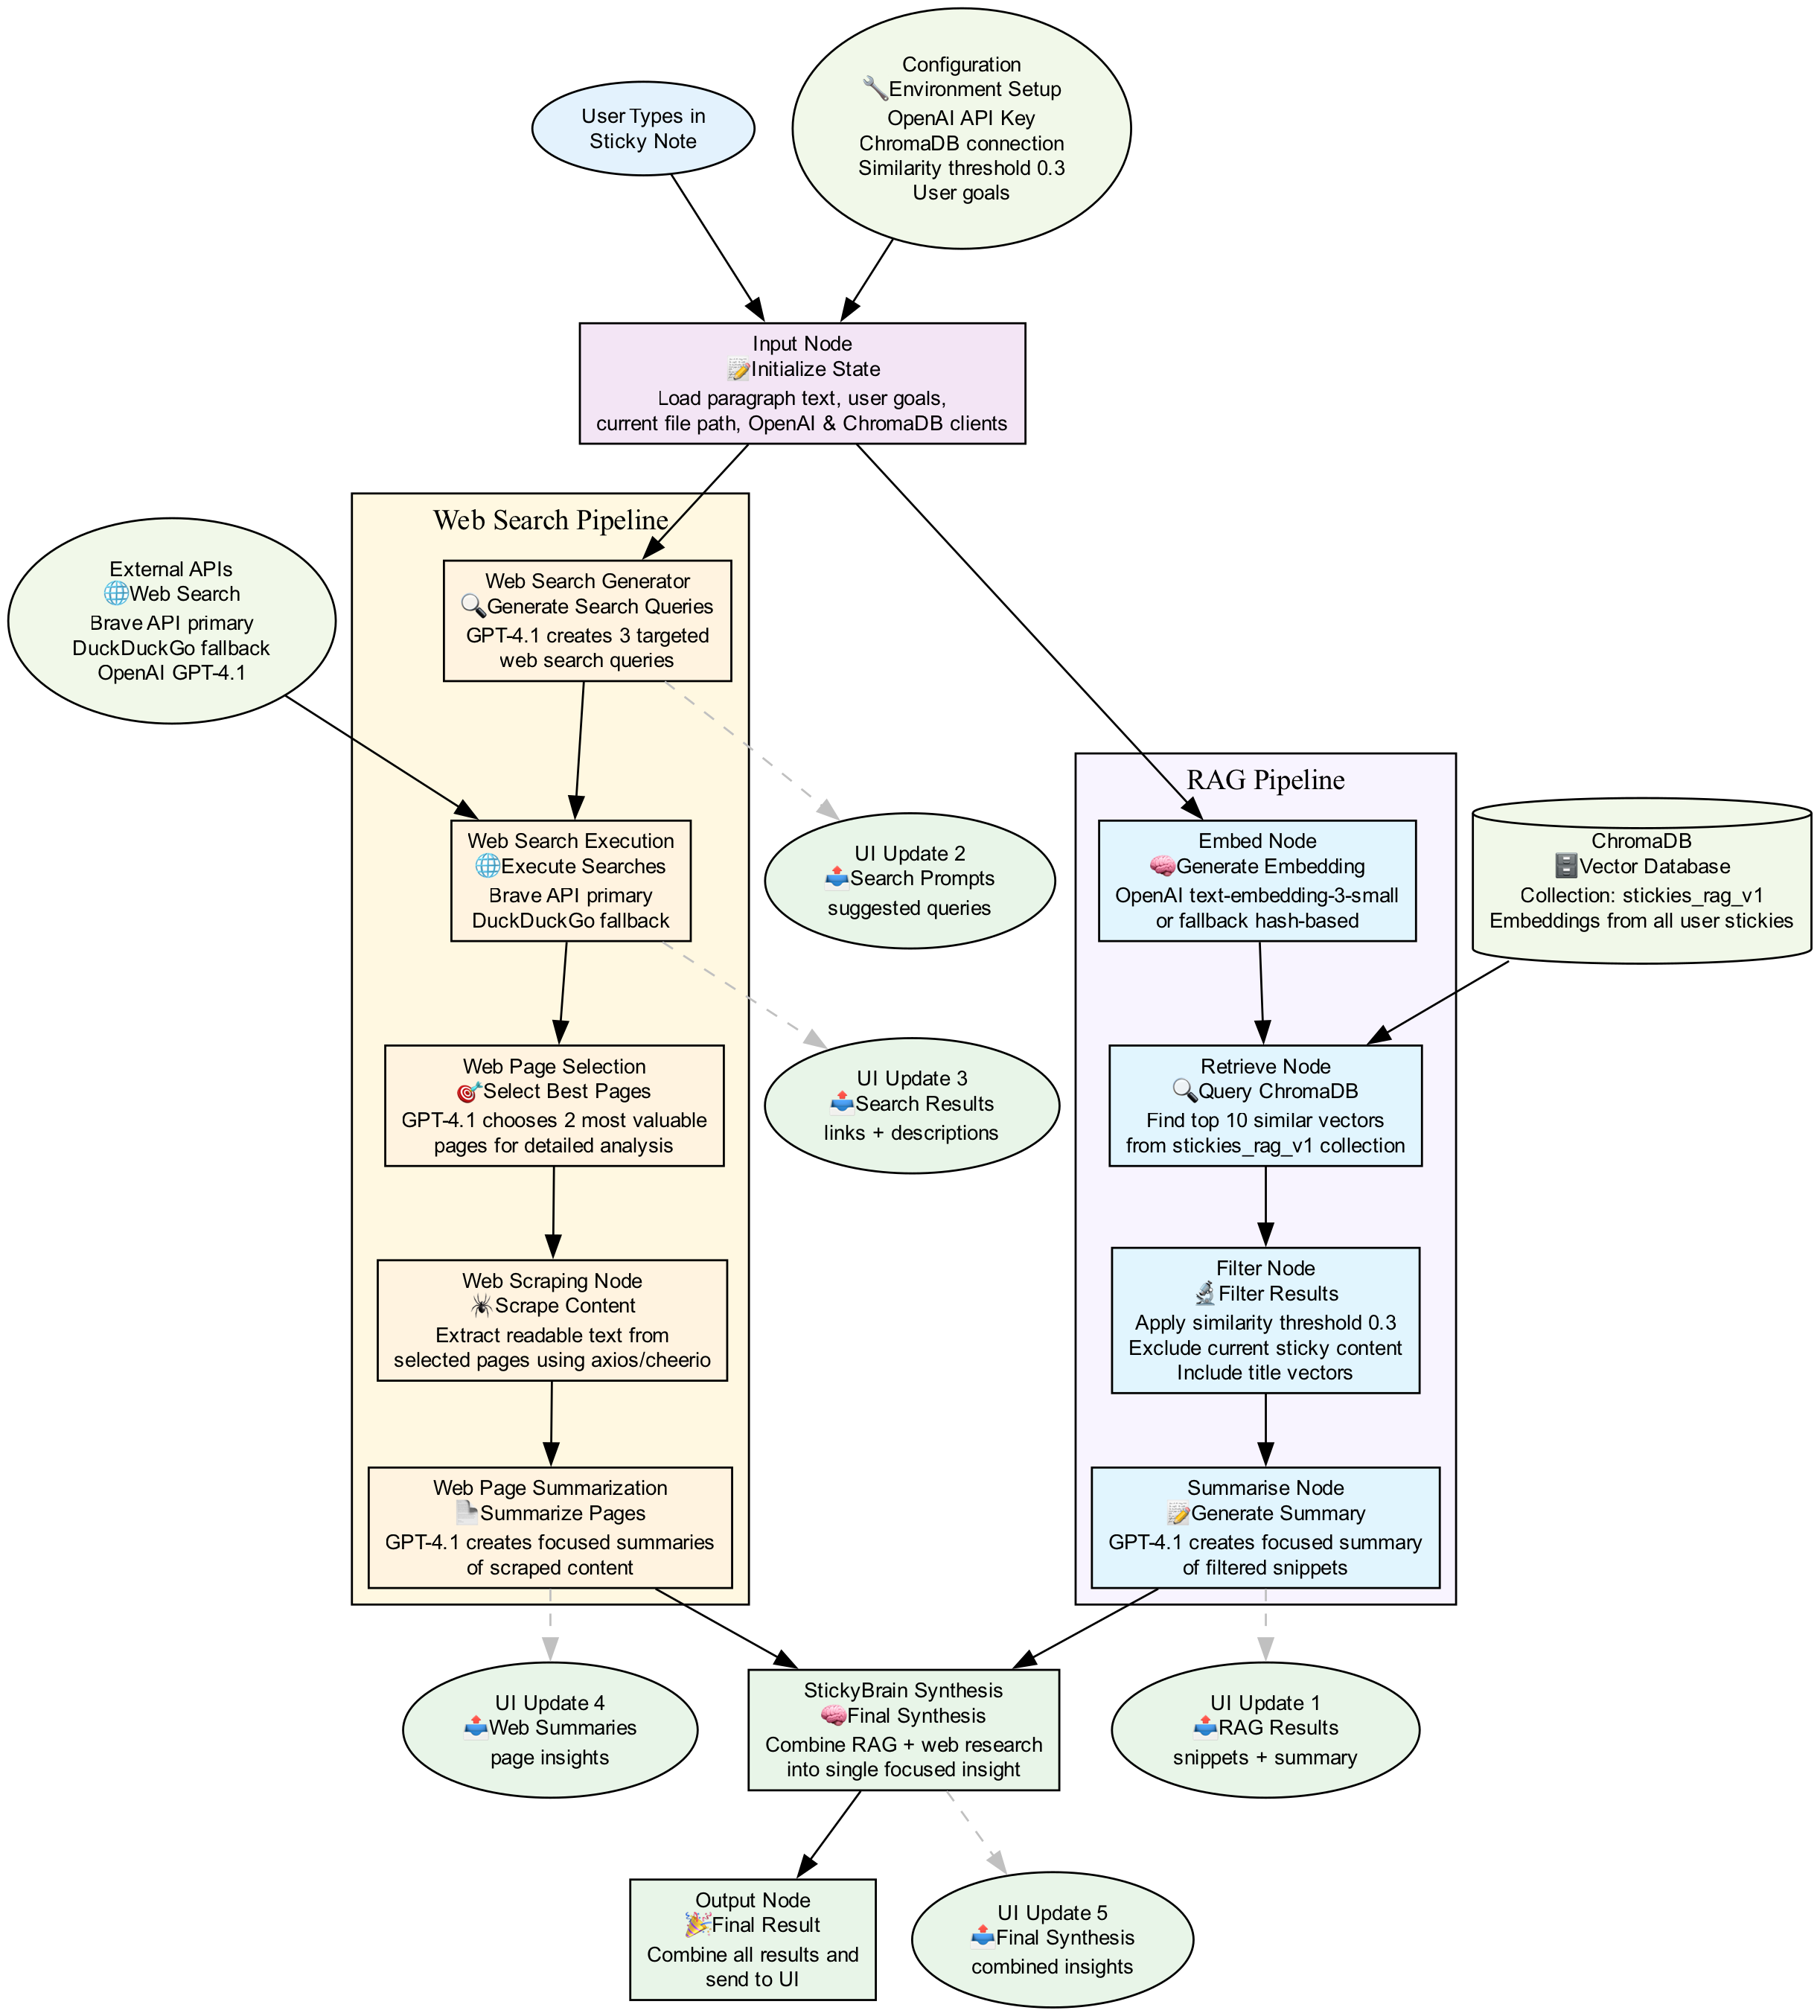 User Types in
Sticky Note
Configuration
🔧Environment Setup
OpenAI API Key
ChromaDB connection
Similarity threshold 0.3
User goals
Input Node
📝Initialize State
Load paragraph text, user goals,
current file path, OpenAI & ChromaDB clients
Web Search Pipeline
External APIs
🌐Web Search
Brave API primary
DuckDuckGo fallback
OpenAI GPT-4.1
Web Search Generator
🔍Generate Search Queries
GPT-4.1 creates 3 targeted
web search queries
Web Search Execution
🌐Execute Searches
Brave API primary
DuckDuckGo fallback
UI Update 2
📤Search Prompts
suggested queries
RAG Pipeline
Embed Node
🧠Generate Embedding
OpenAI text-embedding-3-small
or fallback hash-based
ChromaDB
🗄️Vector Database
Collection: stickies_rag_v1
Embeddings from all user stickies
Web Page Selection
🎯Select Best Pages
GPT-4.1 chooses 2 most valuable
pages for detailed analysis
UI Update 3
📤Search Results
links + descriptions
Retrieve Node
🔍Query ChromaDB
Find top 10 similar vectors
from stickies_rag_v1 collection
Web Scraping Node
🕷️Scrape Content
Extract readable text from
selected pages using axios/cheerio
Filter Node
🔬Filter Results
Apply similarity threshold 0.3
Exclude current sticky content
Include title vectors
Web Page Summarization
📄Summarize Pages
GPT-4.1 creates focused summaries
of scraped content
Summarise Node
📝Generate Summary
GPT-4.1 creates focused summary
of filtered snippets
UI Update 4
📤Web Summaries
page insights
StickyBrain Synthesis
🧠Final Synthesis
Combine RAG + web research
into single focused insight
UI Update 1
📤RAG Results
snippets + summary
Output Node
🎉Final Result
Combine all results and
send to UI
UI Update 5
📤Final Synthesis
combined insights